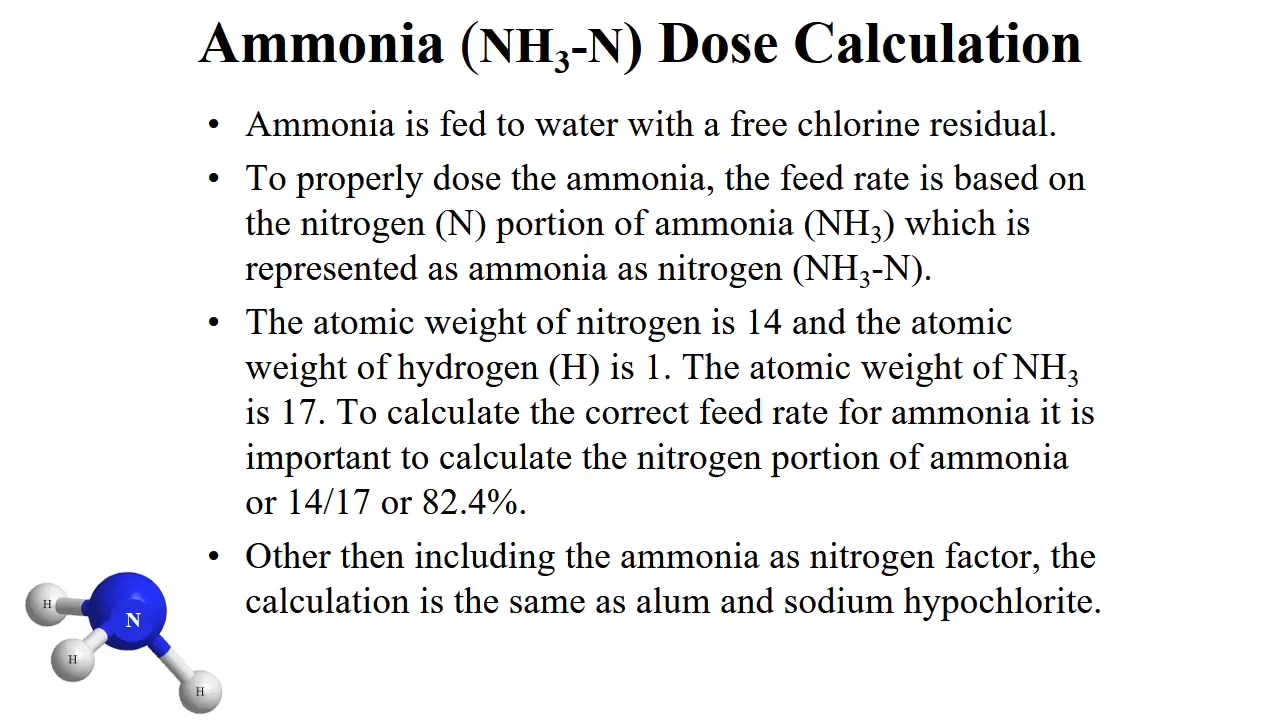 Ammonia (NH₃-N) Dose Calculation
• Ammonia is fed to water with a free chlorine residual.
• To properly dose the ammonia, the feed rate is based on
the nitrogen (N) portion of ammonia (NH₃) which is
represented as ammonia as nitrogen (NH₃-N).
• The atomic weight of nitrogen is 14 and the atomic
weight of hydrogen (H) is 1. The atomic weight of NH₃
is 17. To calculate the correct feed rate for ammonia it is
important to calculate the nitrogen portion of ammonia
or 14/17 or 82.4%.
• Other then including the ammonia as nitrogen factor, the
calculation is the same as alum and sodium hypochlorite.
H
N
H
H